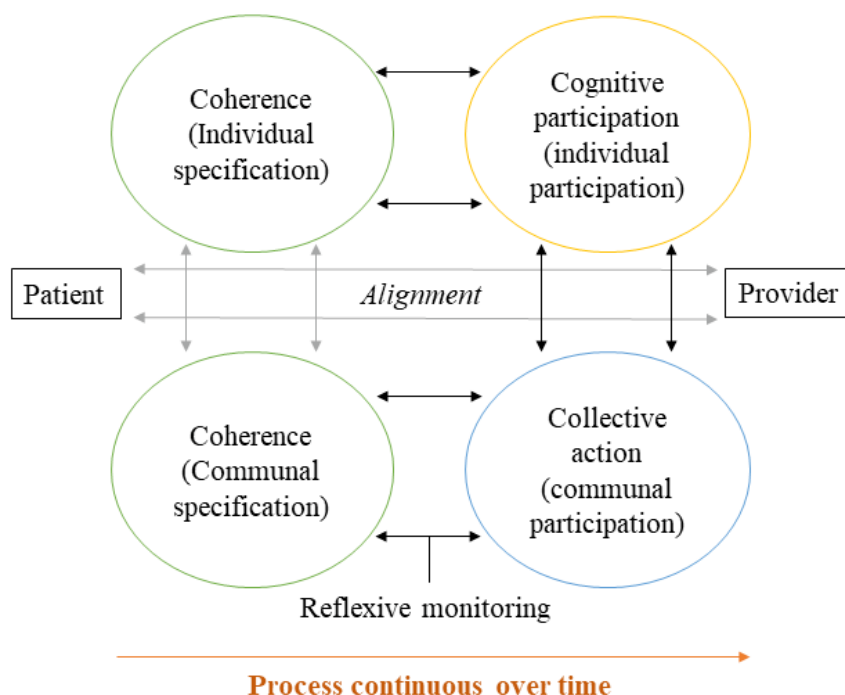 Coherence
(Individual
specification)
Cognitive
participation
(individual
participation)
Patient
Alignment
Provider
Coherence
(Communal
specification)
Collective
action
(communal
participation)
Reflexive monitoring
Process continuous over time